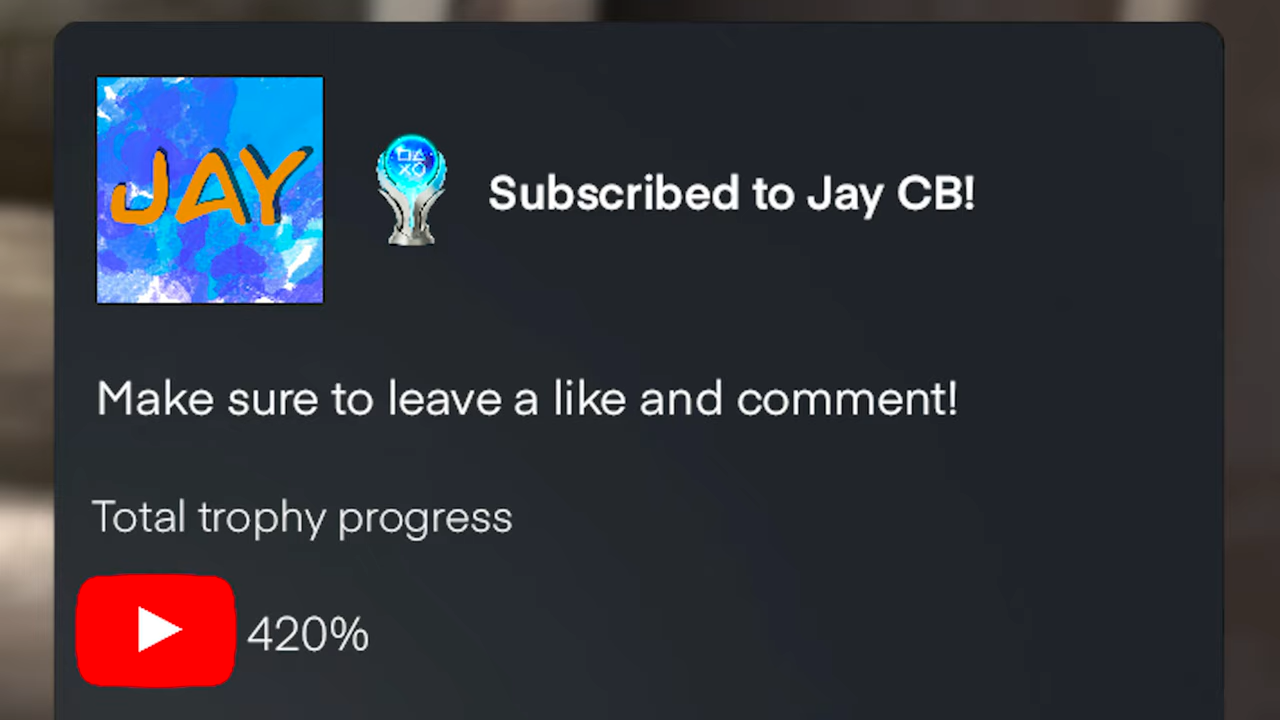 JAY
Subscribed to Jay CB!
Make sure to leave a like and comment!
Total trophy progress
420%